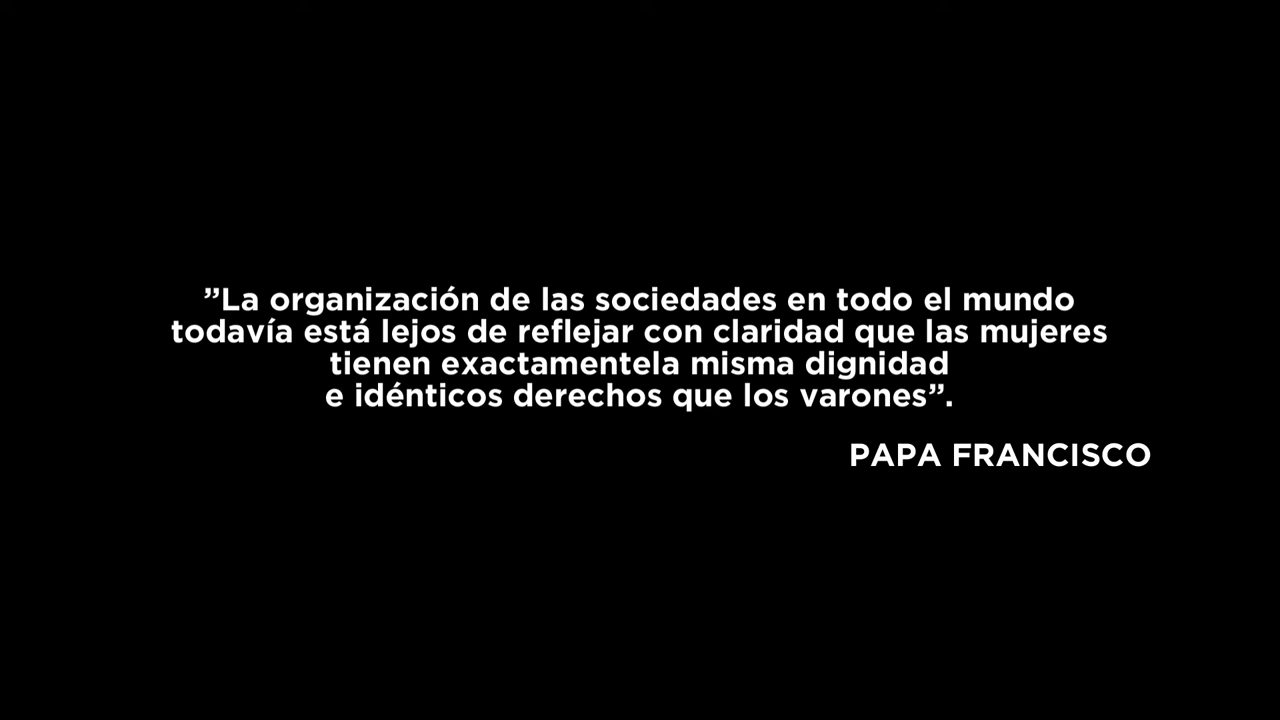 ”La organización de las sociedades en todo el mundo
todavía está lejos de reflejar con claridad que las mujeres
tienen exactamentela misma dignidad
e idénticos derechos que los varones”.
PAPA FRANCISCO